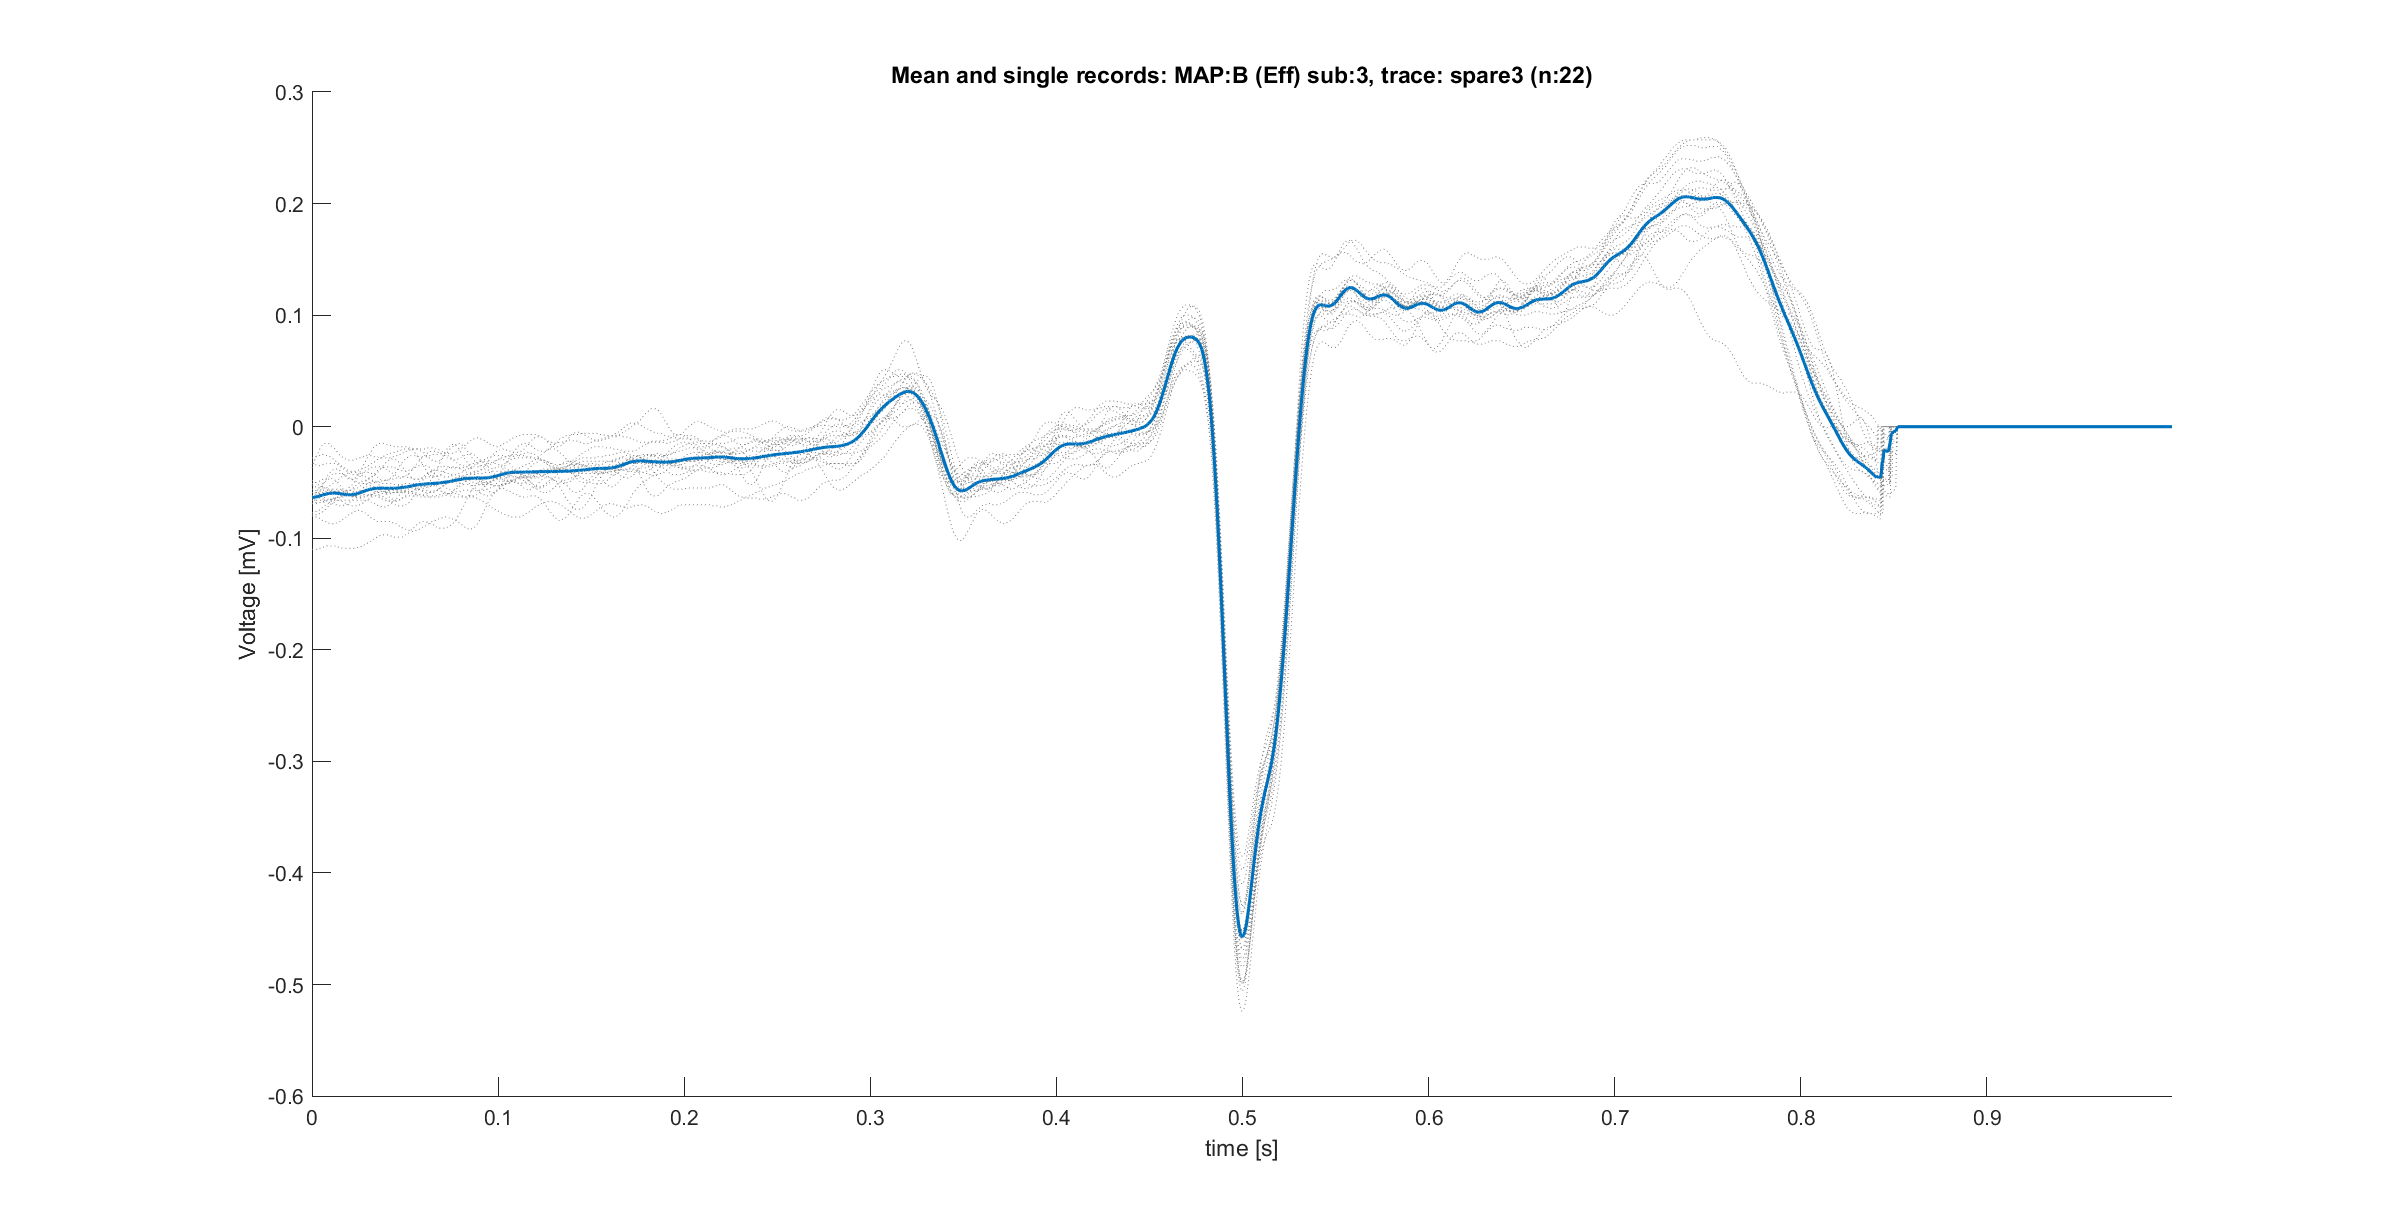 Mean and single records: MAP:B (Eff) sub:3, trace: spare3 (n:22)
0.3
0.2
0.1
0
-0.1
-0.2
-0.3
-0.4
-0.5
-0.6
Voltage [mV]
0 0.1 0.2 0.3 0.4 0.5 0.6 0.7 0.8 0.9
time [s]